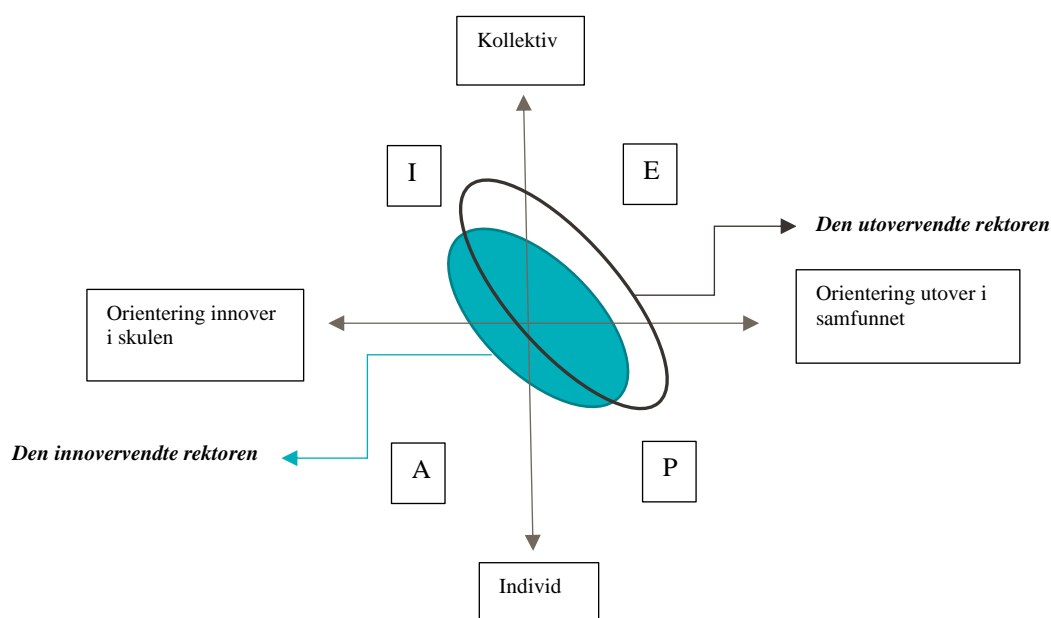 Kollektiv
I
E
Den utovervendte rektoren
Orientering innover
i skulen
Orientering utover i
samfunnet
Den innovervendte rektoren
A
P
Individ